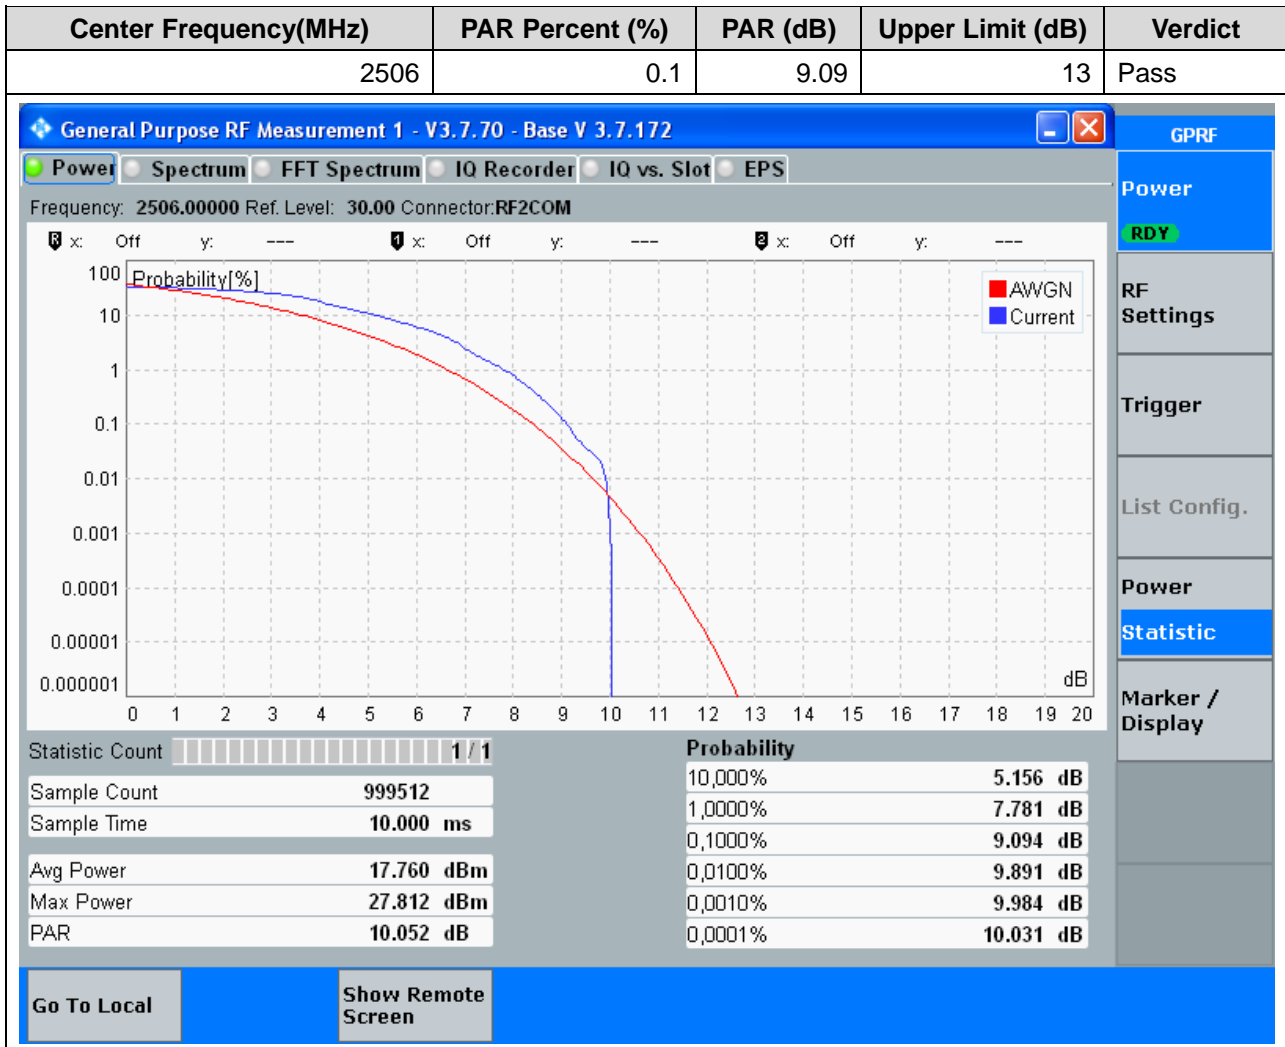 Center Frequency(MHz) PAR Percent (%) PAR (dB) Upper Limit (dB) Verdict
2506 0.1 9.09 13 Pass
General Purpose RF Measurement 1 - V3.7.70 - Base V 3.7.172
GPRF
Power Spectrum FFT Spectrum IQ Recorder IQ vs. Slot EPS
Power
RDY
Frequency: 2506.00000 Ref. Level: 30.00 Connector:RF2COM
R x: Off y: --- 1 x: Off y: --- 2 x: Off y: ---
100 Probability[%]
AWGN
Current
RF
Settings
10
1
Trigger
0.1
0.01
List Config.
0.001
0.0001
Power
Statistic
0.00001
0.000001
dB
0 1 2 3 4 5 6 7 8 9 10 11 12 13 14 15 16 17 18 19 20
Marker /
Display
Statistic Count 1 / 1
Probability
Sample Count 999512
Sample Time 10.000 ms
Avg Power 17.760 dBm
Max Power 27.812 dBm
PAR 10.052 dB
10,000% 5.156 dB
1,0000% 7.781 dB
0,1000% 9.094 dB
0,0100% 9.891 dB
0,0010% 9.984 dB
0,0001% 10.031 dB
Go To Local
Show Remote
Screen